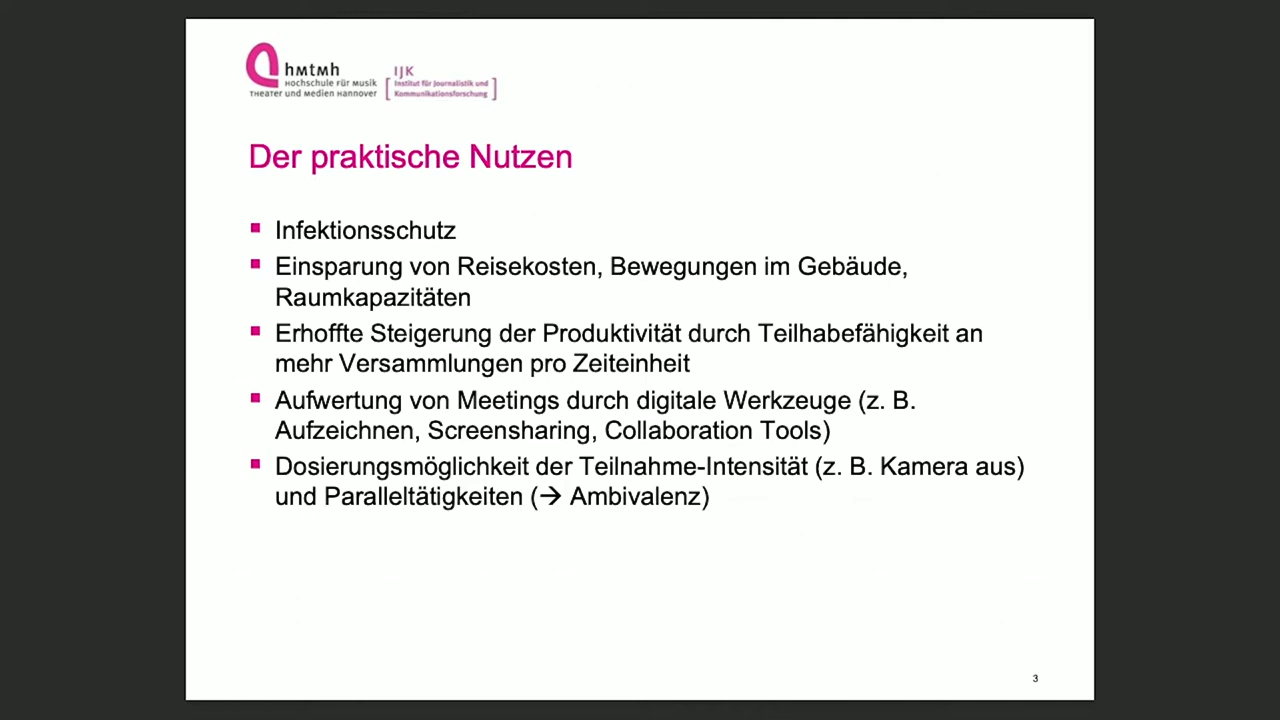 hmtmh
Hochschule für Musik
Theater und Medien Hannover
IJK
Institut für Journalistik und
Kommunikationsforschung
Der praktische Nutzen
Infektionsschutz
Einsparung von Reisekosten, Bewegungen im Gebäude,
Raumkapazitäten
Erhoffte Steigerung der Produktivität durch Teilhabefähigkeit an
mehr Versammlungen pro Zeiteinheit
Aufwertung von Meetings durch digitale Werkzeuge (z. B.
Aufzeichnen, Screensharing, Collaboration Tools)
Dosierungsmöglichkeit der Teilnahme-Intensität (z. B. Kamera aus)
und Paralleltätigkeiten (→ Ambivalenz)
3